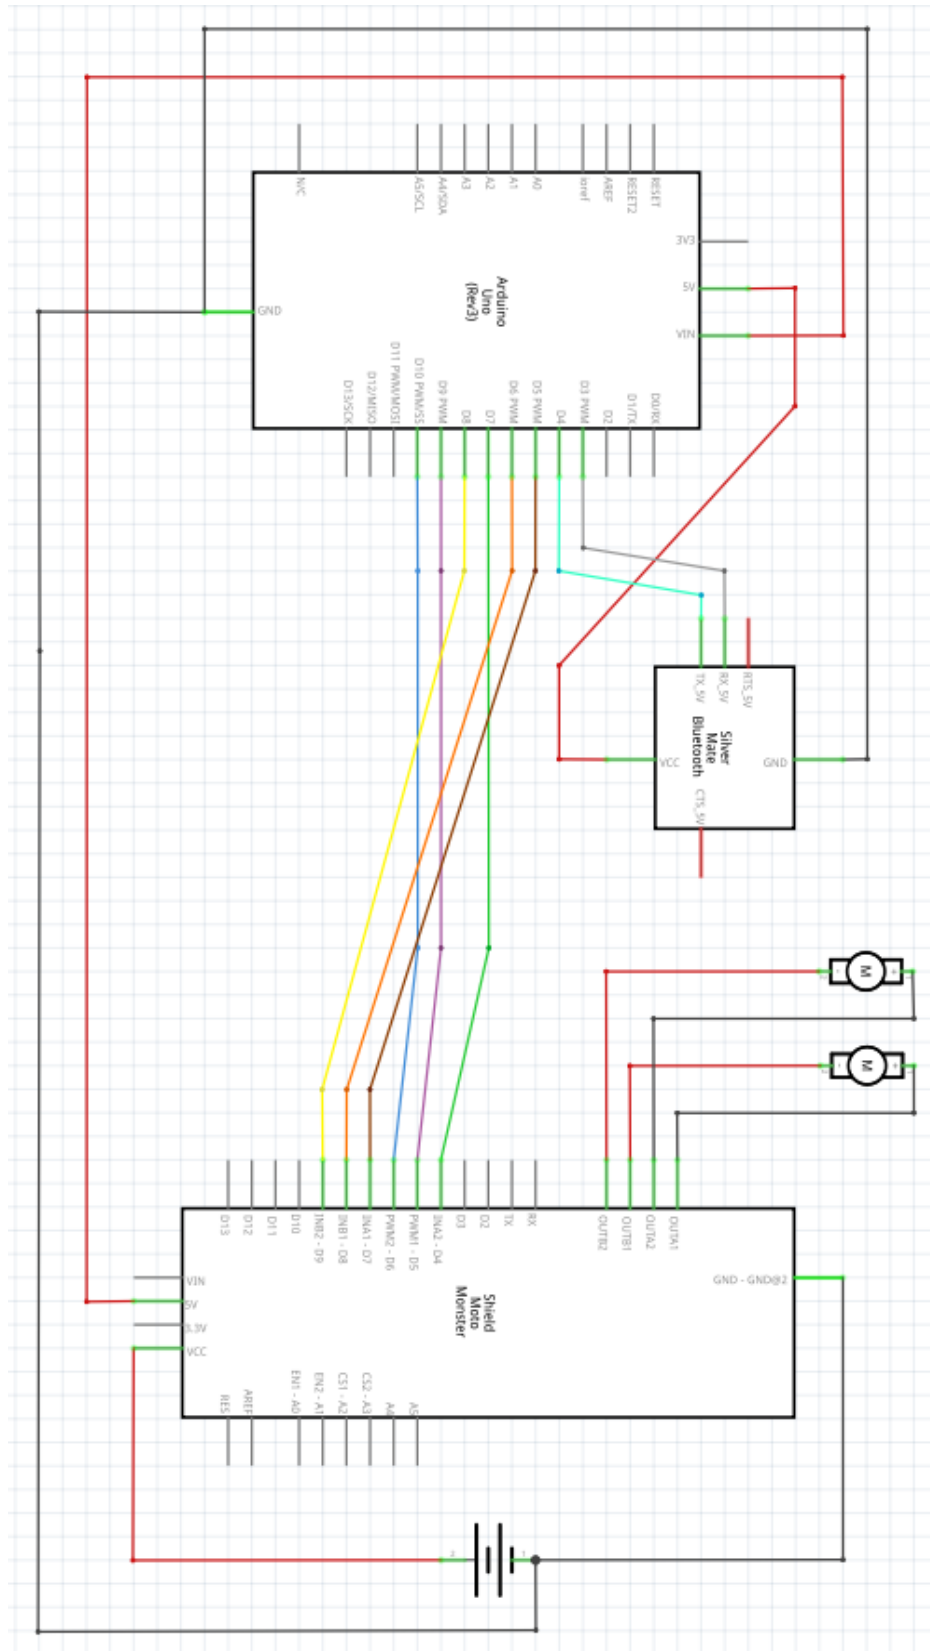 N/C
A5/SCL
A4/SDA
A3
A2
A1
A0
ioref
AREF
RESET2
RESET
3V3
5V
VIN
GND
Arduino
Uno
(Rev3)
D13/SCK
D12/MISO
D11 PWM/MOSI
D10 PWM/SS
D9 PWM
D8
D7
D6 PWM
D5 PWM
D4
D3 PWM
D2
D1/TX
D0/RX
TX_5V
RX_5V
RTS_5V
Silver
Mate
Bluetooth
VCC
GND
CTS_5V
M
M
D13
D12
D11
D10
INB2 - D9
INB1 - D8
INA1 - D7
PWM2 - D6
PWM1 - D5
INA2 - D4
D3
D2
TX
RX
OUTB2
OUTB1
OUTA2
OUTA1
VIN
5V
3.3V
VCC
GND - GND@2
Shield
Moto
Monster
RES
AREF
EN1 - A0
EN2 - A1
CS1 - A2
CS2 - A3
A4
A5
2
1